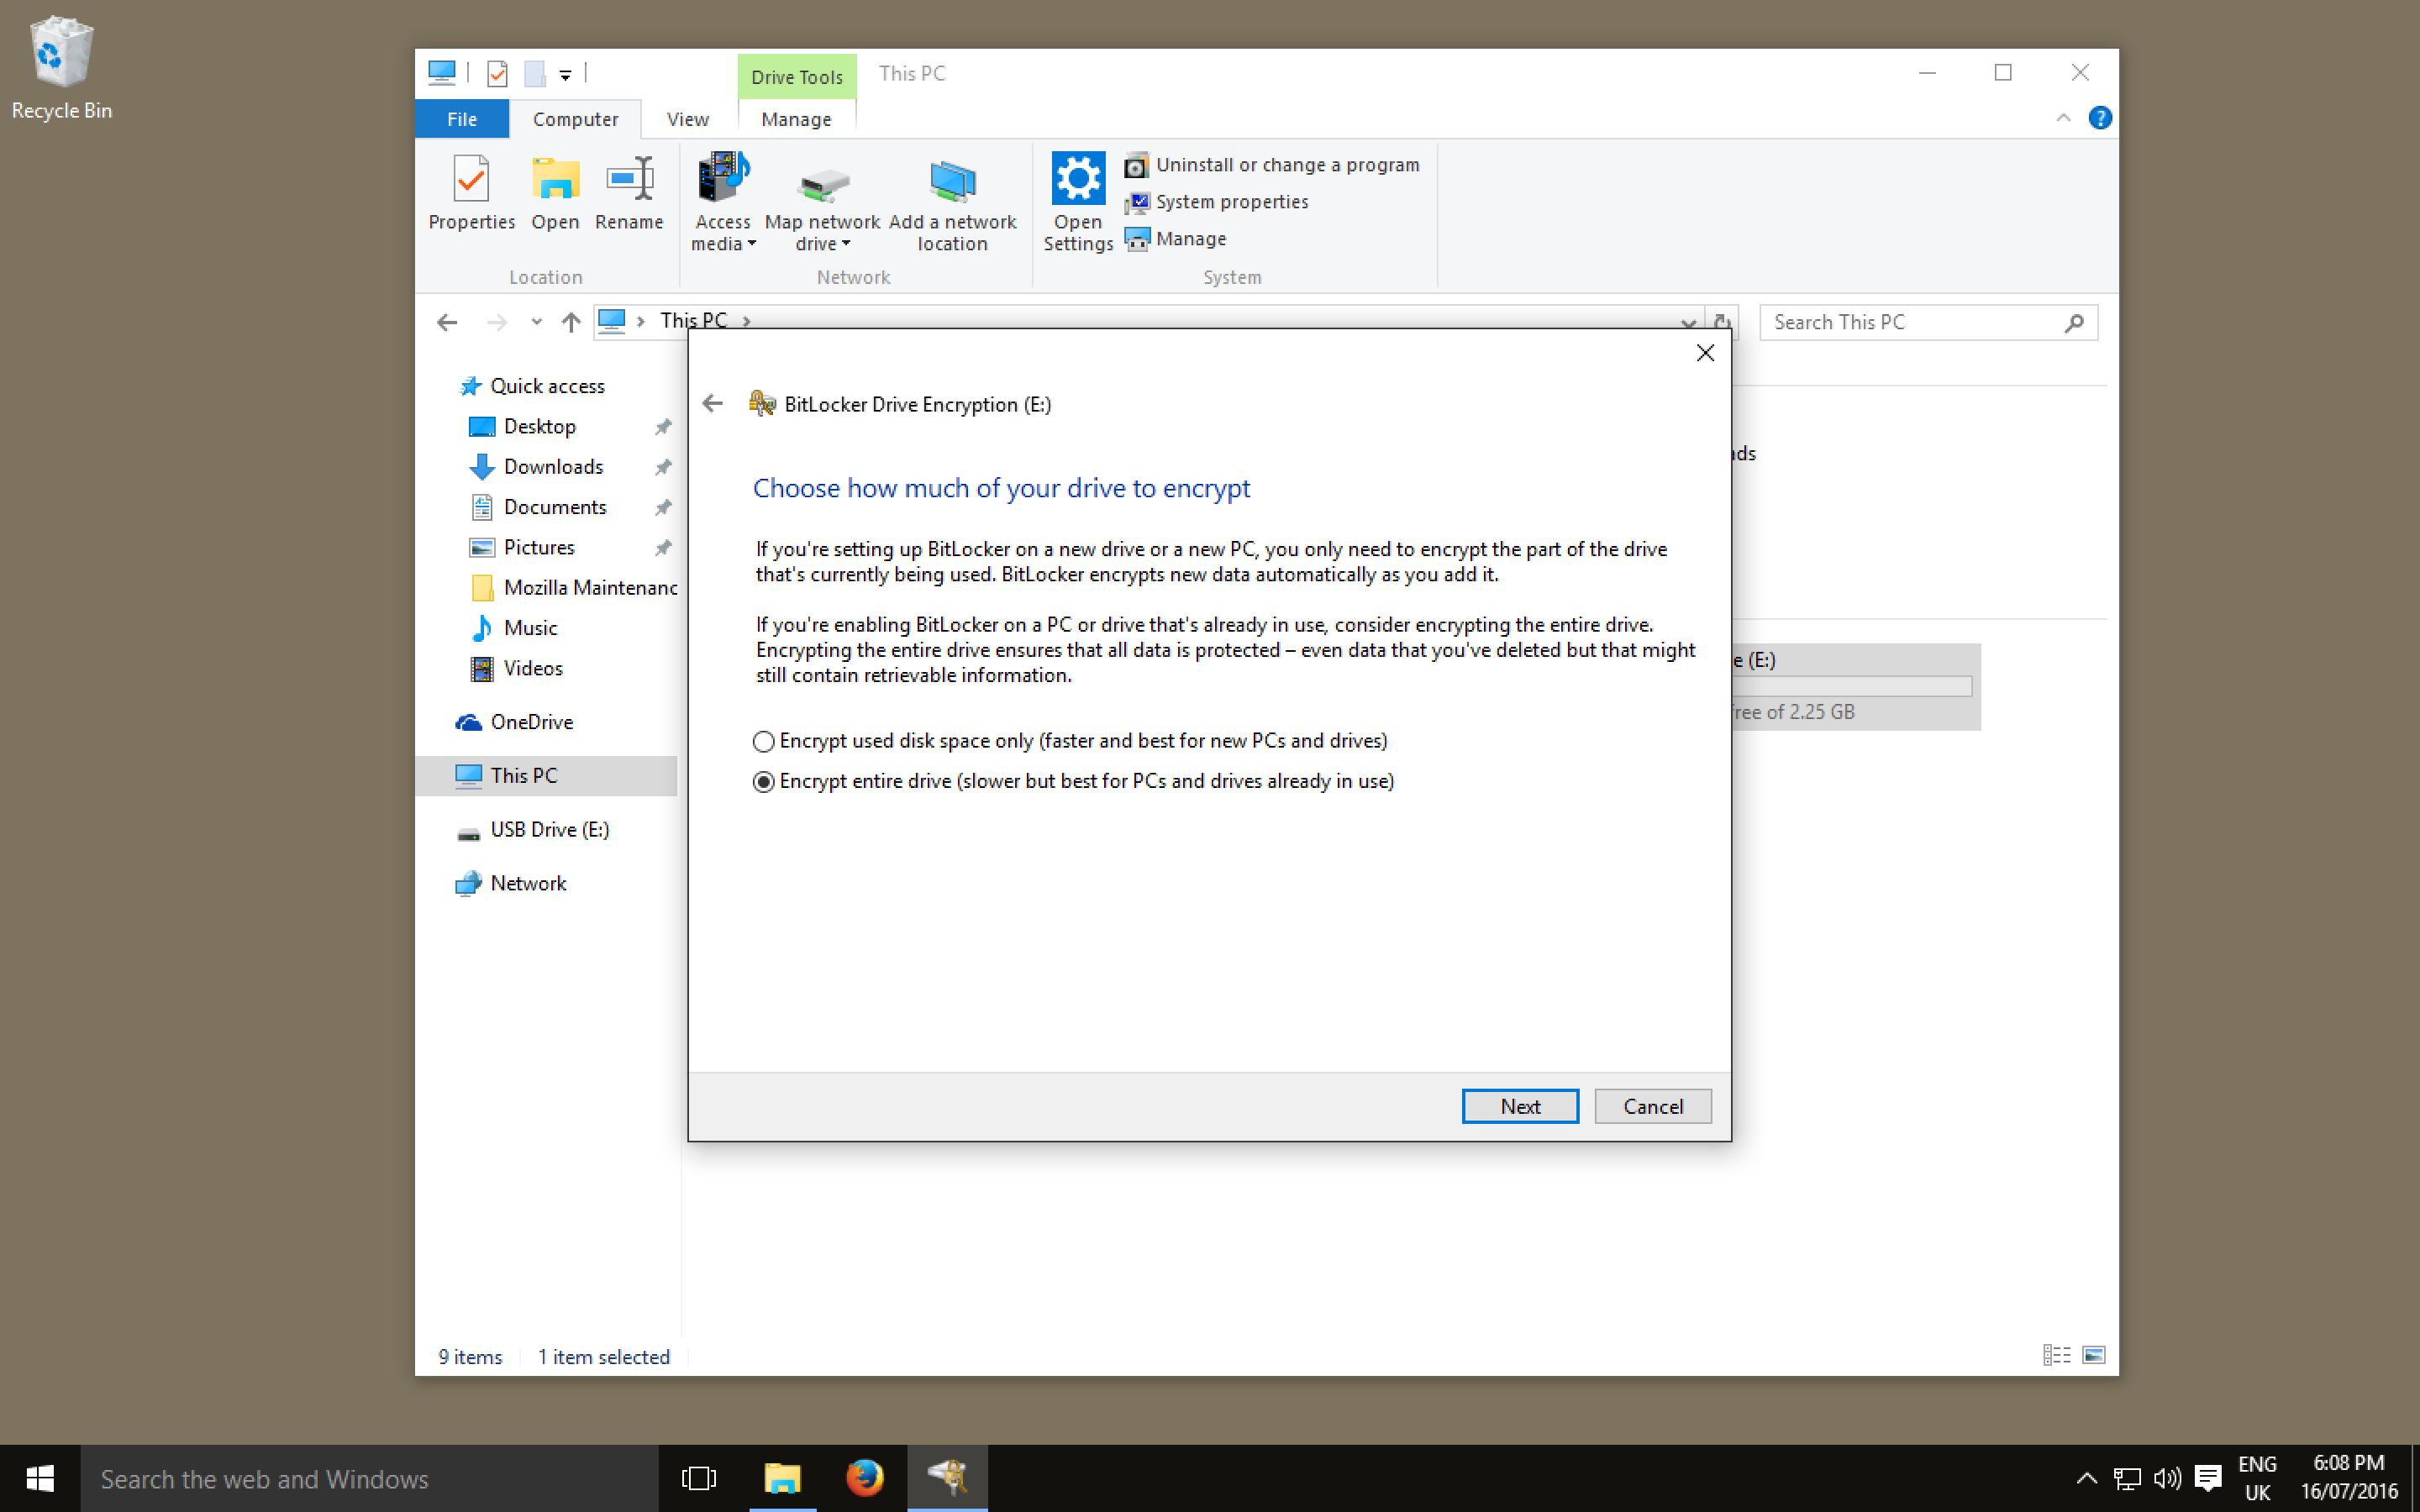 Recycle Bin
Drive Tools
This PC
File
Computer
View
Manage
Properties
Open
Rename
Access
media
Map network
drive
Add a network
location
Open
Settings
Uninstall or change a program
System properties
Manage
Location
Network
System
This PC
Search This PC
Quick access
Desktop
Downloads
Documents
Pictures
Mozilla Maintenanc
Music
Videos
OneDrive
This PC
USB Drive (E:)
Network
BitLocker Drive Encryption (E:)
Choose how much of your drive to encrypt
If you're setting up BitLocker on a new drive or a new PC, you only need to encrypt the part of the drive
that's currently being used. BitLocker encrypts new data automatically as you add it.
If you're enabling BitLocker on a PC or drive that's already in use, consider encrypting the entire drive.
Encrypting the entire drive ensures that all data is protected – even data that you've deleted but that might
still contain retrievable information.
Encrypt used disk space only (faster and best for new PCs and drives)
Encrypt entire drive (slower but best for PCs and drives already in use)
Next
Cancel
ads
e (E:)
free of 2.25 GB
9 items
1 item selected
Search the web and Windows
ENG
UK
6:08 PM
16/07/2016